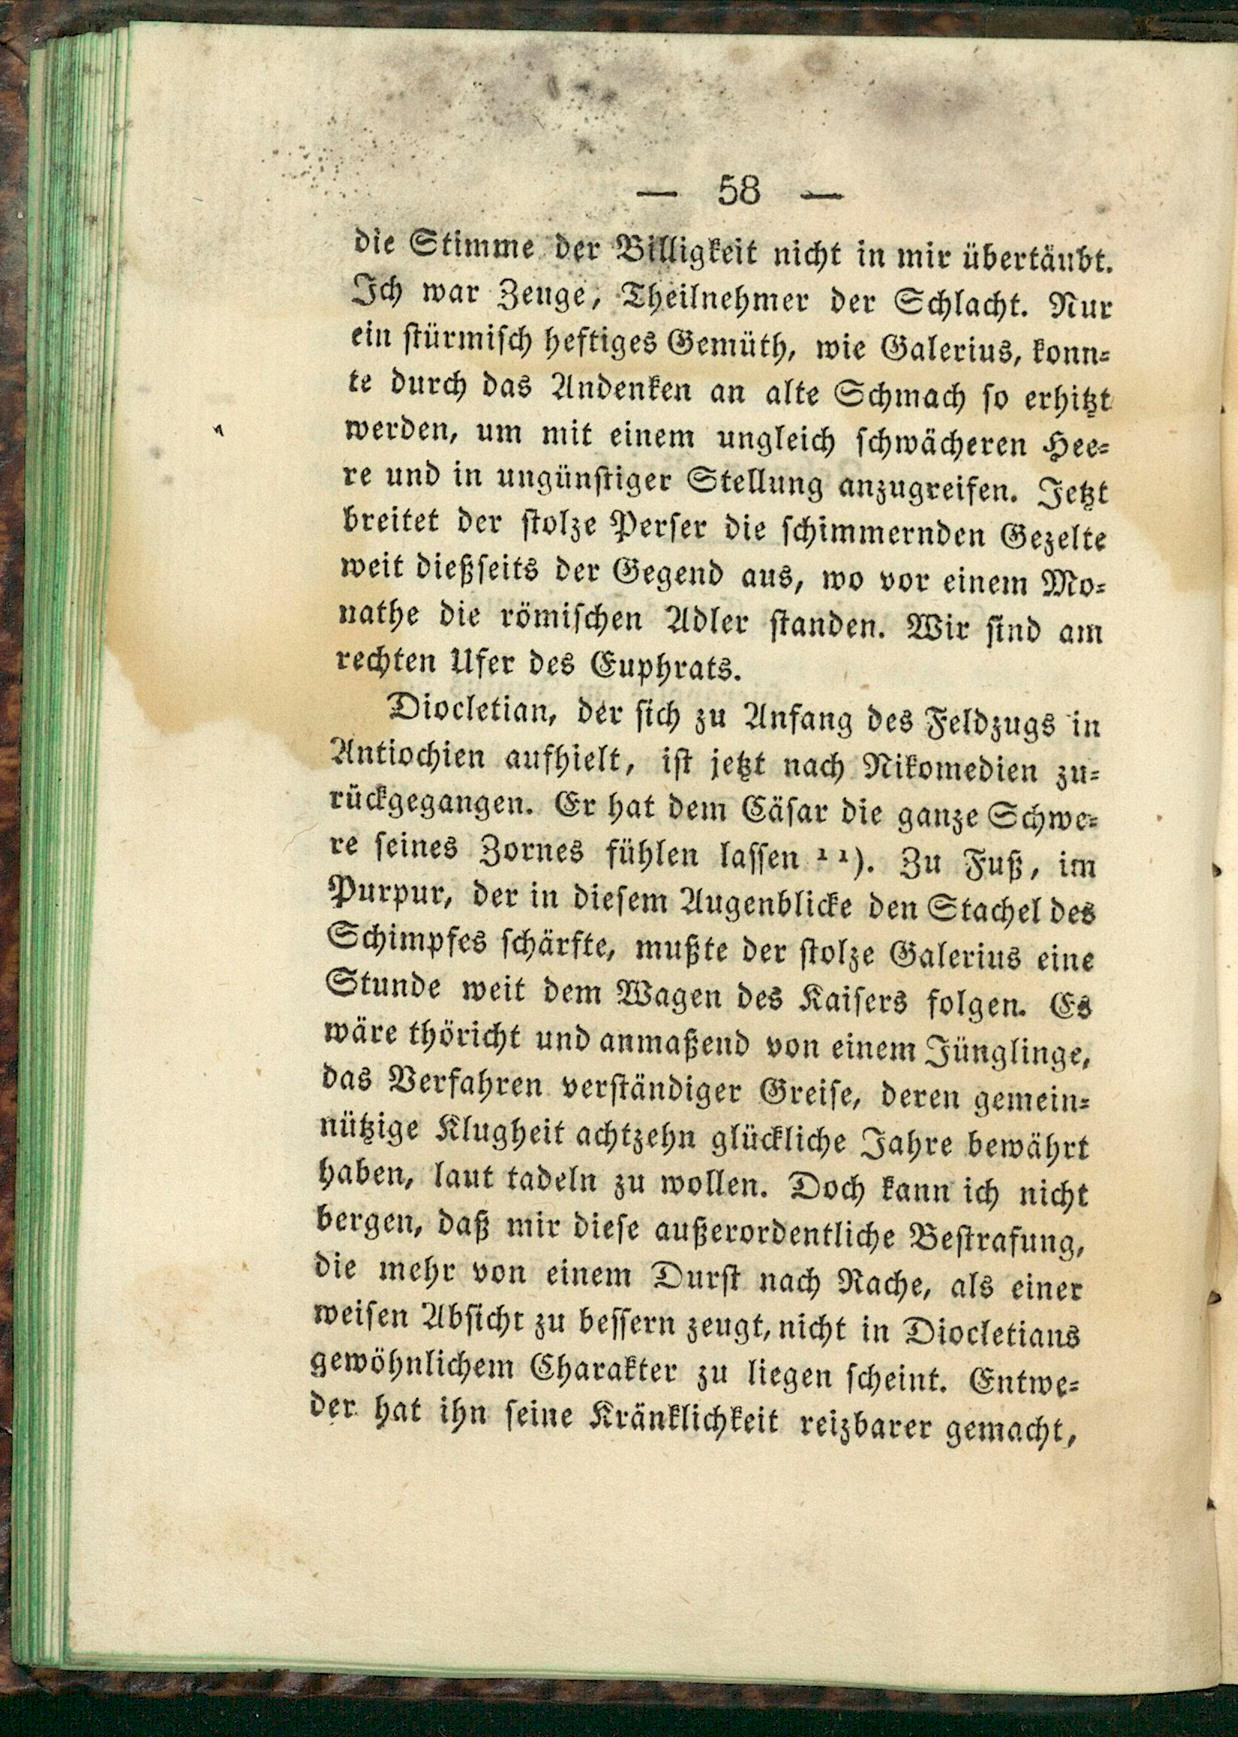 — 58 —
die Stimme der Billigkeit nicht in mir übertäubt.
Ich war Zeuge, Theilnehmer der Schlacht. Nur
ein stürmisch heftiges Gemüth, wie Galerius, konn-
te durch das Andenken an alte Schmach so erhitzt
werden, um mit einem ungleich schwächeren Hee-
re und in ungünstiger Stellung anzugreifen. Jetzt
breitet der stolze Perser die schimmernden Gezelte
weit dießseits der Gegend aus, wo vor einem Mo-
nathe die römischen Adler standen. Wir sind am
rechten Ufer des Euphrats.
Diocletian, der sich zu Anfang des Feldzugs in
Antiochien aufhielt, ist jetzt nach Nikomedien zu-
rückgegangen. Er hat dem Cäsar die ganze Schwe-
re seines Zornes fühlen lassen ¹¹). Zu Fuß, im
Purpur, der in diesem Augenblicke den Stachel des
Schimpfes schärfte, mußte der stolze Galerius eine
Stunde weit dem Wagen des Kaisers folgen. Es
wäre thöricht und anmaßend von einem Jünglinge,
das Verfahren verständiger Greise, deren gemein-
nützige Klugheit achtzehn glückliche Jahre bewährt
haben, laut tadeln zu wollen. Doch kann ich nicht
bergen, daß mir diese außerordentliche Bestrafung,
die mehr von einem Durst nach Rache, als einer
weisen Absicht zu bessern zeugt, nicht in Diocletians
gewöhnlichem Charakter zu liegen scheint. Entwe-
der hat ihn seine Kränklichkeit reizbarer gemacht,